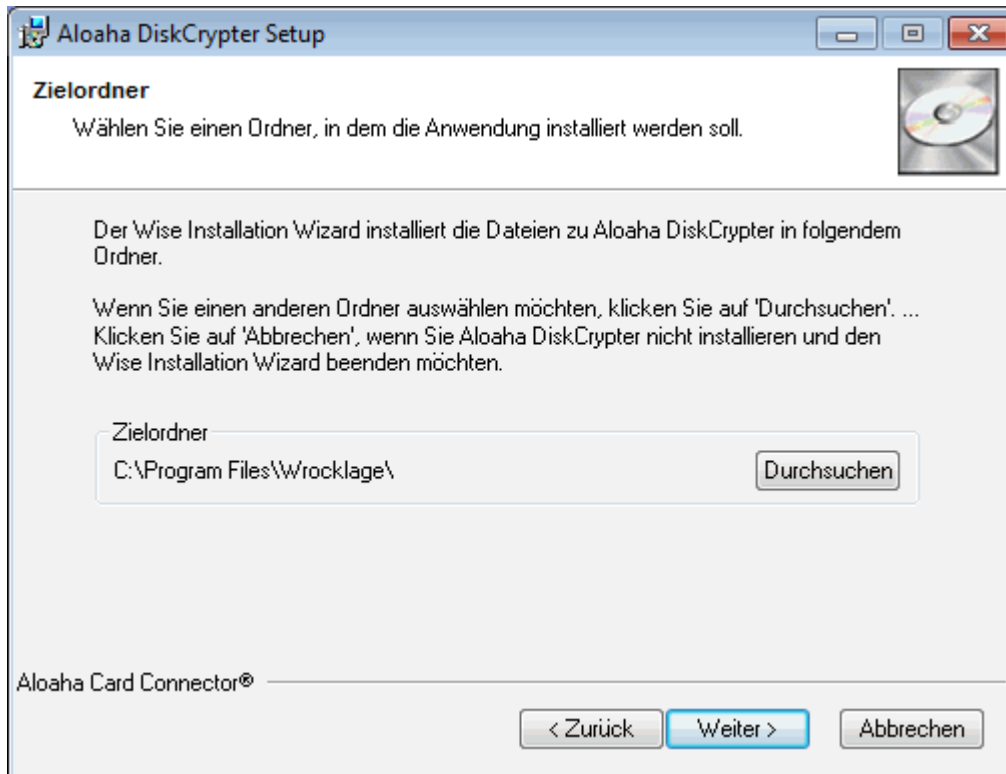 Aloaha DiskCrypter Setup
Zielordner
Wählen Sie einen Ordner, in dem die Anwendung installiert werden soll.
Der Wise Installation Wizard installiert die Dateien zu Aloaha DiskCrypter in folgendem
Ordner.
Wenn Sie einen anderen Ordner auswählen möchten, klicken Sie auf 'Durchsuchen'. ...
Klicken Sie auf 'Abbrechen', wenn Sie Aloaha DiskCrypter nicht installieren und den
Wise Installation Wizard beenden möchten.
Zielordner
C:\Program Files\Wrocklage\
Durchsuchen
Aloaha Card Connector®
< Zurück
Weiter >
Abbrechen